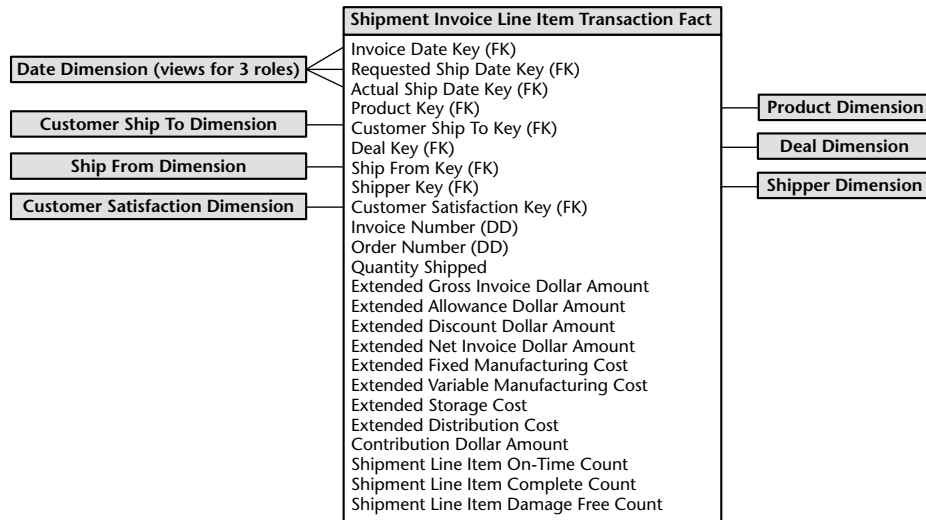 Shipment Invoice Line Item Transaction Fact
Invoice Date Key (FK)
Requested Ship Date Key (FK)
Actual Ship Date Key (FK)
Product Key (FK)
Customer Ship To Key (FK)
Deal Key (FK)
Ship From Key (FK)
Shipper Key (FK)
Customer Satisfaction Key (FK)
Invoice Number (DD)
Order Number (DD)
Quantity Shipped
Extended Gross Invoice Dollar Amount
Extended Allowance Dollar Amount
Extended Discount Dollar Amount
Extended Net Invoice Dollar Amount
Extended Fixed Manufacturing Cost
Extended Variable Manufacturing Cost
Extended Storage Cost
Extended Distribution Cost
Contribution Dollar Amount
Shipment Line Item On-Time Count
Shipment Line Item Complete Count
Shipment Line Item Damage Free Count
Date Dimension (views for 3 roles)
Customer Ship To Dimension
Ship From Dimension
Customer Satisfaction Dimension
Product Dimension
Deal Dimension
Shipper Dimension